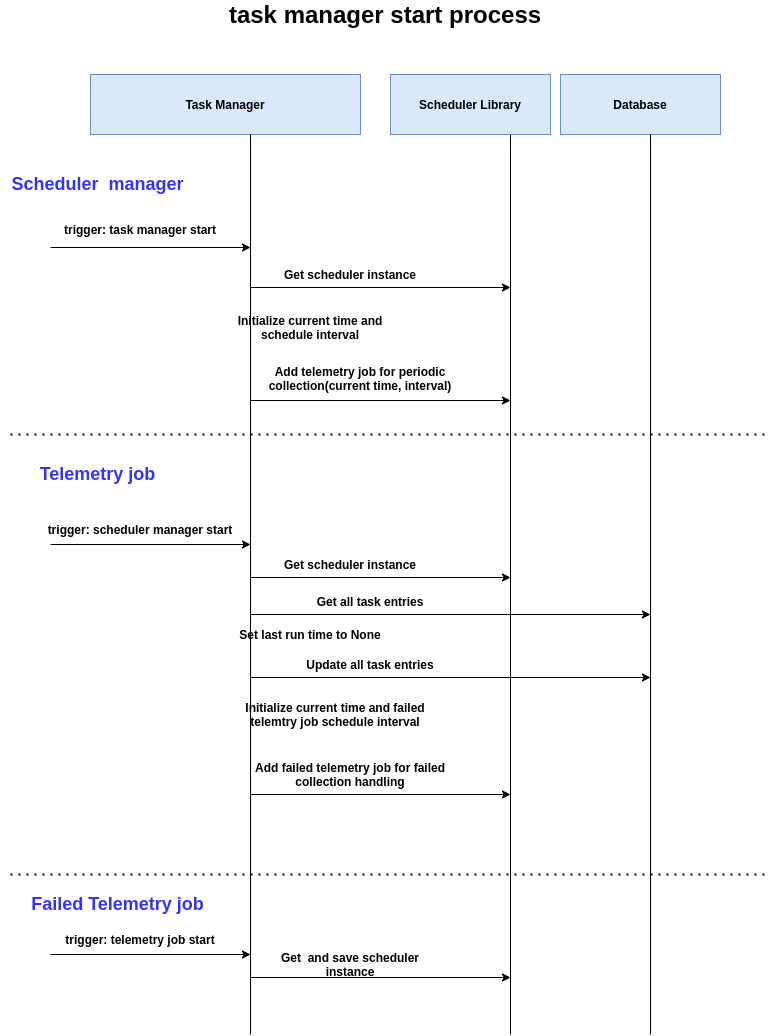 task manager start process
Task Manager
Scheduler Library
Database
Scheduler  manager
trigger: task manager start
Get scheduler instance
Initialize current time and
schedule interval
Add telemetry job for periodic
collection(current time, interval)
Telemetry job
trigger: scheduler manager start
Get scheduler instance
Get all task entries
Set last run time to None
Update all task entries
Initialize current time and failed
telemtry job schedule interval
Add failed telemetry job for failed
collection handling
Failed Telemetry job
trigger: telemetry job start
Get  and save scheduler
instance